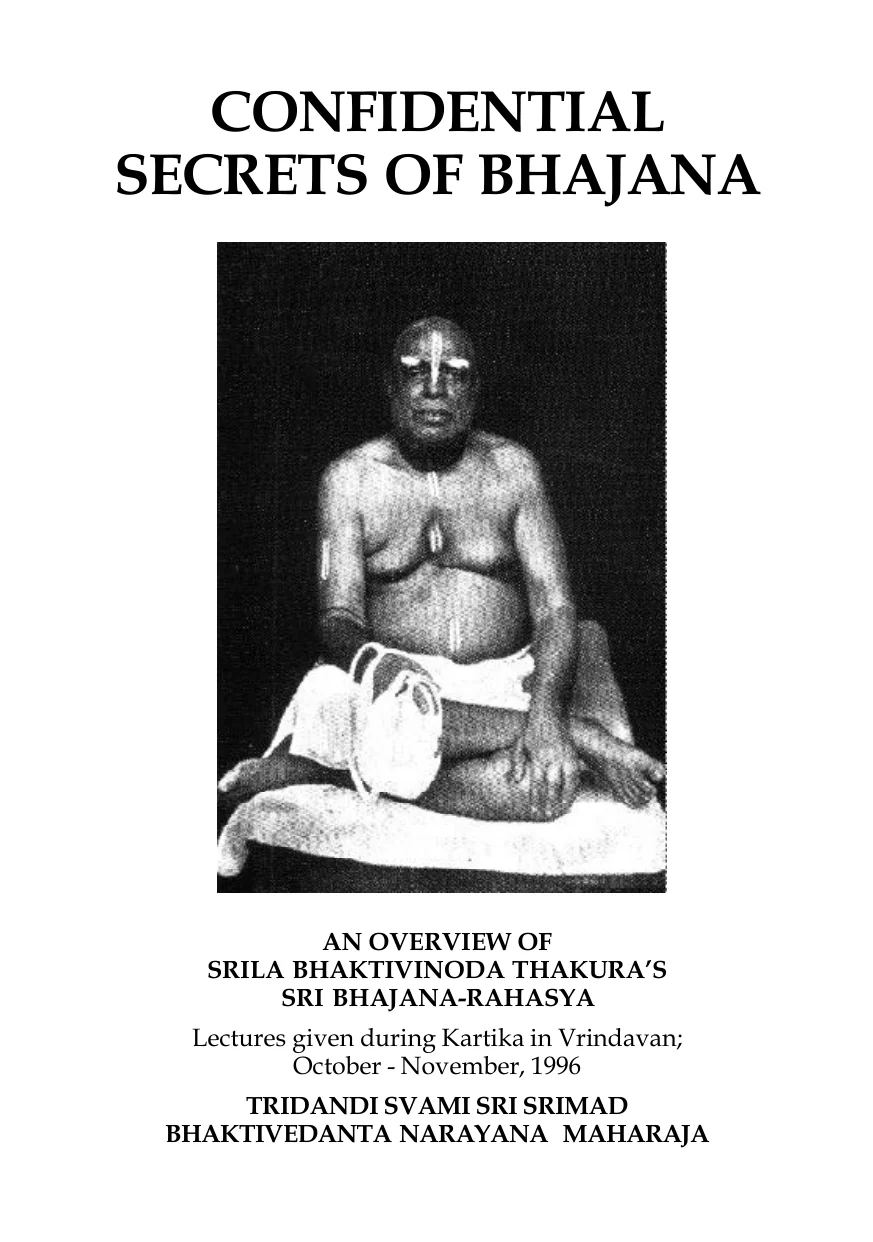 CONFIDENTIAL
SECRETS OF BHAJANA
AN OVERVIEW OF
SRILA BHAKTIVINODA THAKURA’S
SRI BHAJANA-RAHASYA
Lectures given during Kartika in Vrindavan;
October - November, 1996
TRIDANDI SVAMI SRI SRIMAD
BHAKTIVEDANTA NARAYANA MAHARAJA